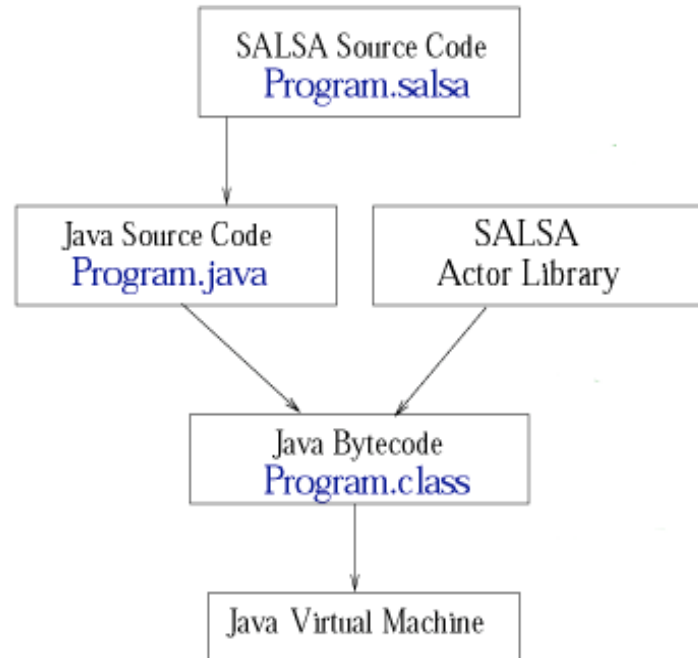 SALSA Source Code
Program.salsa
Java Source Code
Program.java
SALSA
Actor Library
Java Bytecode
Program.class
Java Virtual Machine